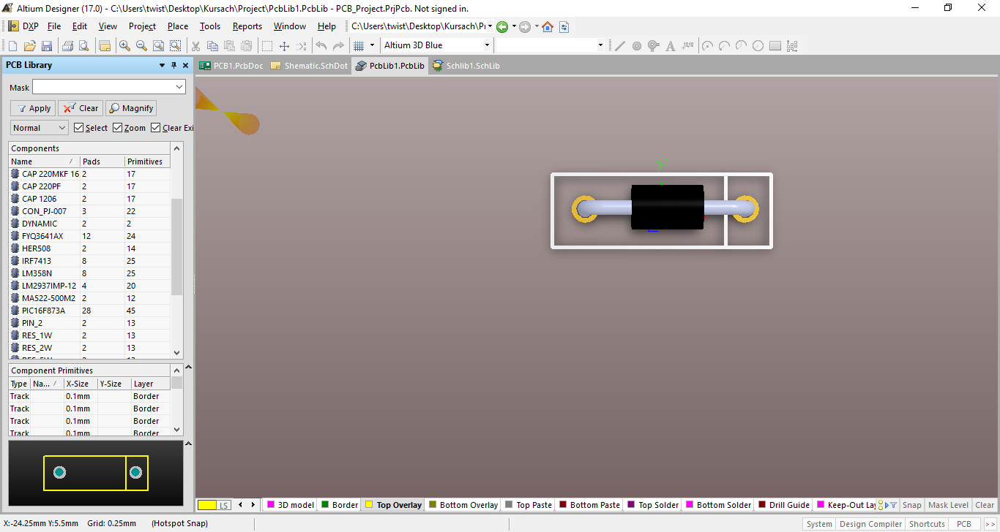 Altium Designer (17.0) - C:\Users\twist\Desktop\Kursach\Project\PcbLib1.PcbLib - PCB_Project.PrjPcb. Not signed in.
DXP File Edit View Project Place Tools Reports Window Help C:\Users\twist\Desktop\Kursach\P
Altium 3D Blue
PCB Library
PCB1.PcbDoc Shematic.SchDot PcbLib1.PcbLib Schlib1.SchLib
Mask
Apply Clear Magnify
Normal Select Zoom Clear Exi
Components
Name Pads Primitives
CAP 220MKF 16 2 17
CAP 220PF 2 17
CAP 1206 2 17
CON_PJ-007 3 22
DYNAMIC 2 2
FYQ3641AX 12 24
HER508 2 14
IRF7413 8 25
LM358N 8 25
LM2937IMP-12 4 20
MA522-500M2 2 12
PIC16F873A 28 45
PIN_2 2 13
RES_1W 2 13
RES_2W 2 13
Component Primitives
Type Na... X-Size Y-Size Layer
Track 0.1mm Border
Track 0.1mm Border
Track 0.1mm Border
Track 0.1mm Border
LS 3D model Border Top Overlay Bottom Overlay Top Paste Bottom Paste Top Solder Bottom Solder Drill Guide Keep-Out La Snap Mask Level Clear
X:-24.25mm Y:5.5mm Grid: 0.25mm (Hotspot Snap) System Design Compiler Shortcuts PCB >>